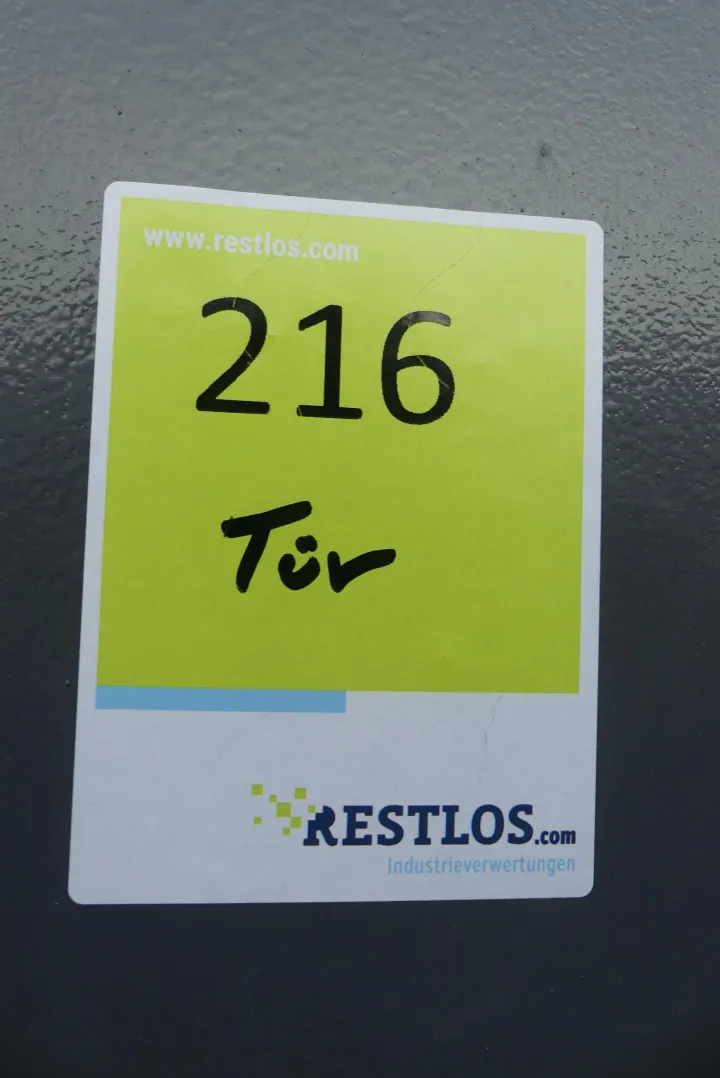 www.restlos.com
216
Tür
RESTLOS.com
Industrieverwertungen